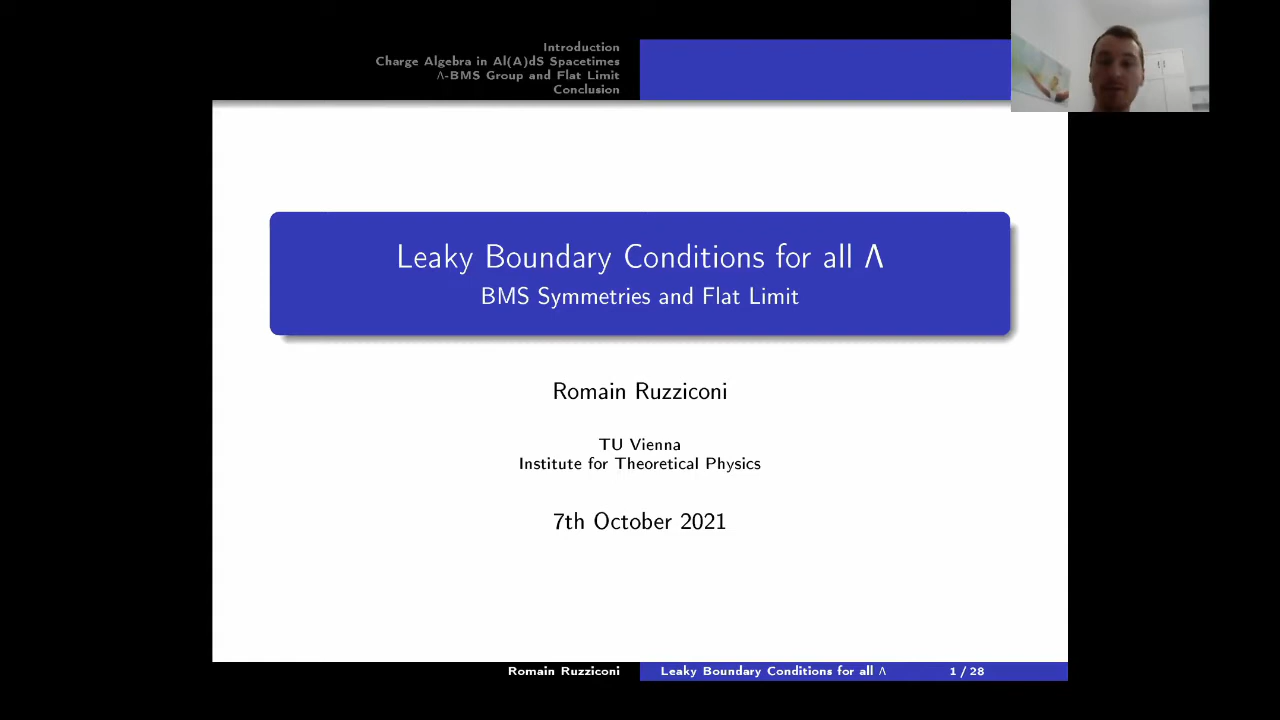 Introduction
Charge Algebra in Al(A)dS Spacetimes
Λ-BMS Group and Flat Limit
Conclusion
Leaky Boundary Conditions for all Λ
BMS Symmetries and Flat Limit
Romain Ruzziconi
TU Vienna
Institute for Theoretical Physics
7th October 2021
Romain Ruzziconi
Leaky Boundary Conditions for all Λ
1 / 28